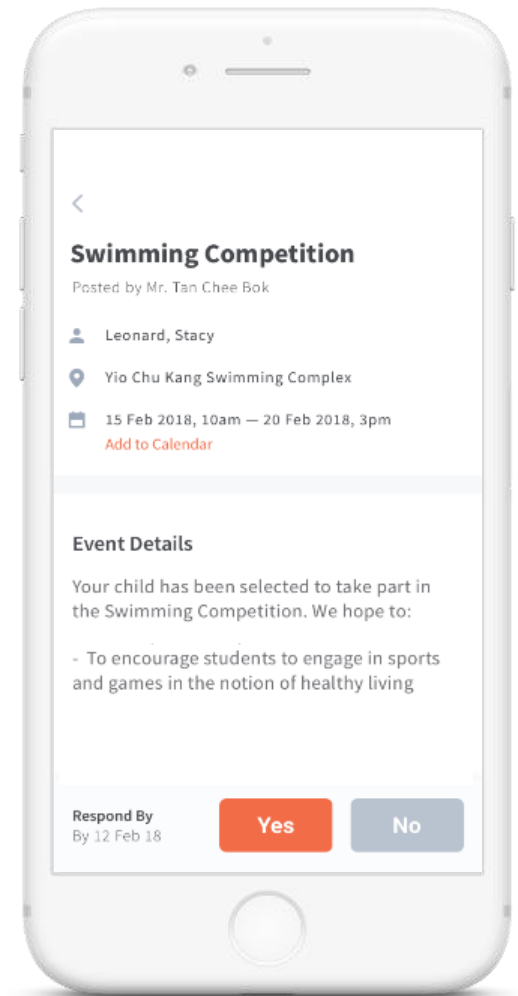 Swimming Competition
Posted by Mr. Tan Chee Bok
Leonard, Stacy
Yio Chu Kang Swimming Complex
15 Feb 2018, 10am — 20 Feb 2018, 3pm
Add to Calendar
Event Details
Your child has been selected to take part in
the Swimming Competition. We hope to:
- To encourage students to engage in sports
and games in the notion of healthy living
Respond By
By 12 Feb 18
Yes
No